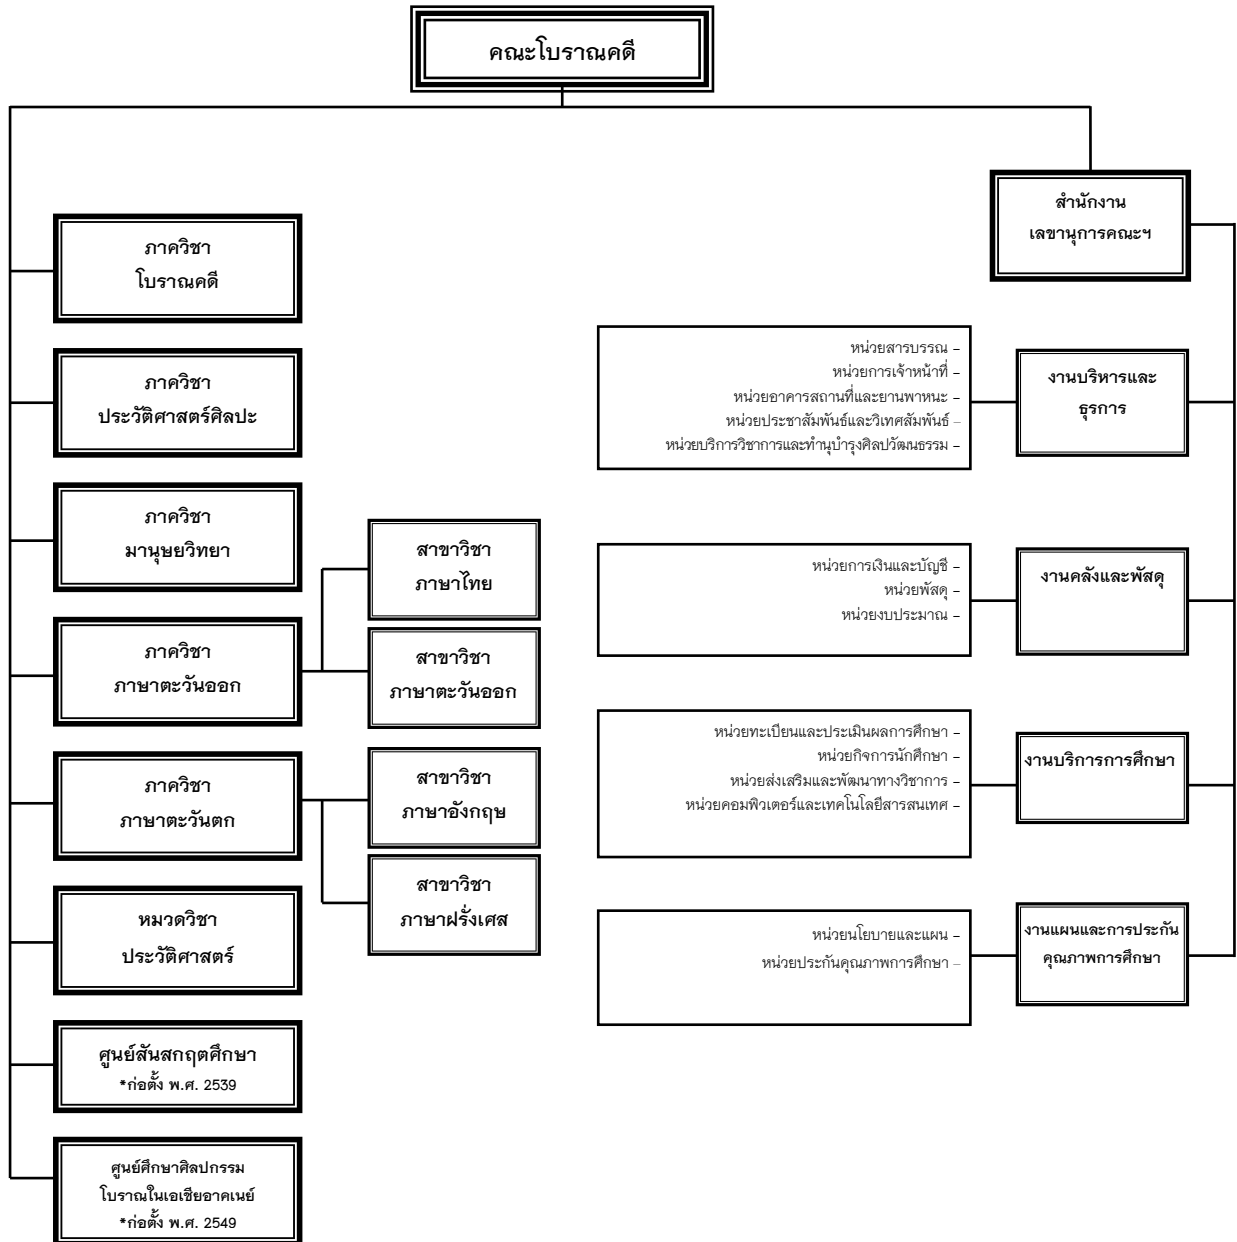 คณะโบราณคดี
สำนักงาน
เลขานุการคณะฯ
ภาควิชา
โบราณคดี
ภาควิชา
ประวัติศาสตร์ศิลปะ
ภาควิชา
มานุษยวิทยา
ภาควิชา
ภาษาตะวันออก
สาขาวิชา
ภาษาไทย
สาขาวิชา
ภาษาตะวันออก
ภาควิชา
ภาษาตะวันตก
สาขาวิชา
ภาษาอังกฤษ
สาขาวิชา
ภาษาฝรั่งเศส
หมวดวิชา
ประวัติศาสตร์
ศูนย์สันสกฤตศึกษา
*ก่อตั้ง พ.ศ. 2539
ศูนย์ศึกษาศิลปกรรม
โบราณในเอเชียอาคเนย์
*ก่อตั้ง พ.ศ. 2549
หน่วยสารบรรณ -
หน่วยการเจ้าหน้าที่ -
หน่วยอาคารสถานที่และยานพาหนะ -
หน่วยประชาสัมพันธ์และวิเทศสัมพันธ์ -
หน่วยบริการวิชาการและทำนุบำรุงศิลปวัฒนธรรม -
งานบริหารและ
ธุรการ
หน่วยการเงินและบัญชี -
หน่วยพัสดุ -
หน่วยงบประมาณ -
งานคลังและพัสดุ
หน่วยทะเบียนและประเมินผลการศึกษา -
หน่วยกิจการนักศึกษา -
หน่วยส่งเสริมและพัฒนาทางวิชาการ -
หน่วยคอมพิวเตอร์และเทคโนโลยีสารสนเทศ -
งานบริการการศึกษา
หน่วยนโยบายและแผน -
หน่วยประกันคุณภาพการศึกษา -
งานแผนและการประกัน
คุณภาพการศึกษา